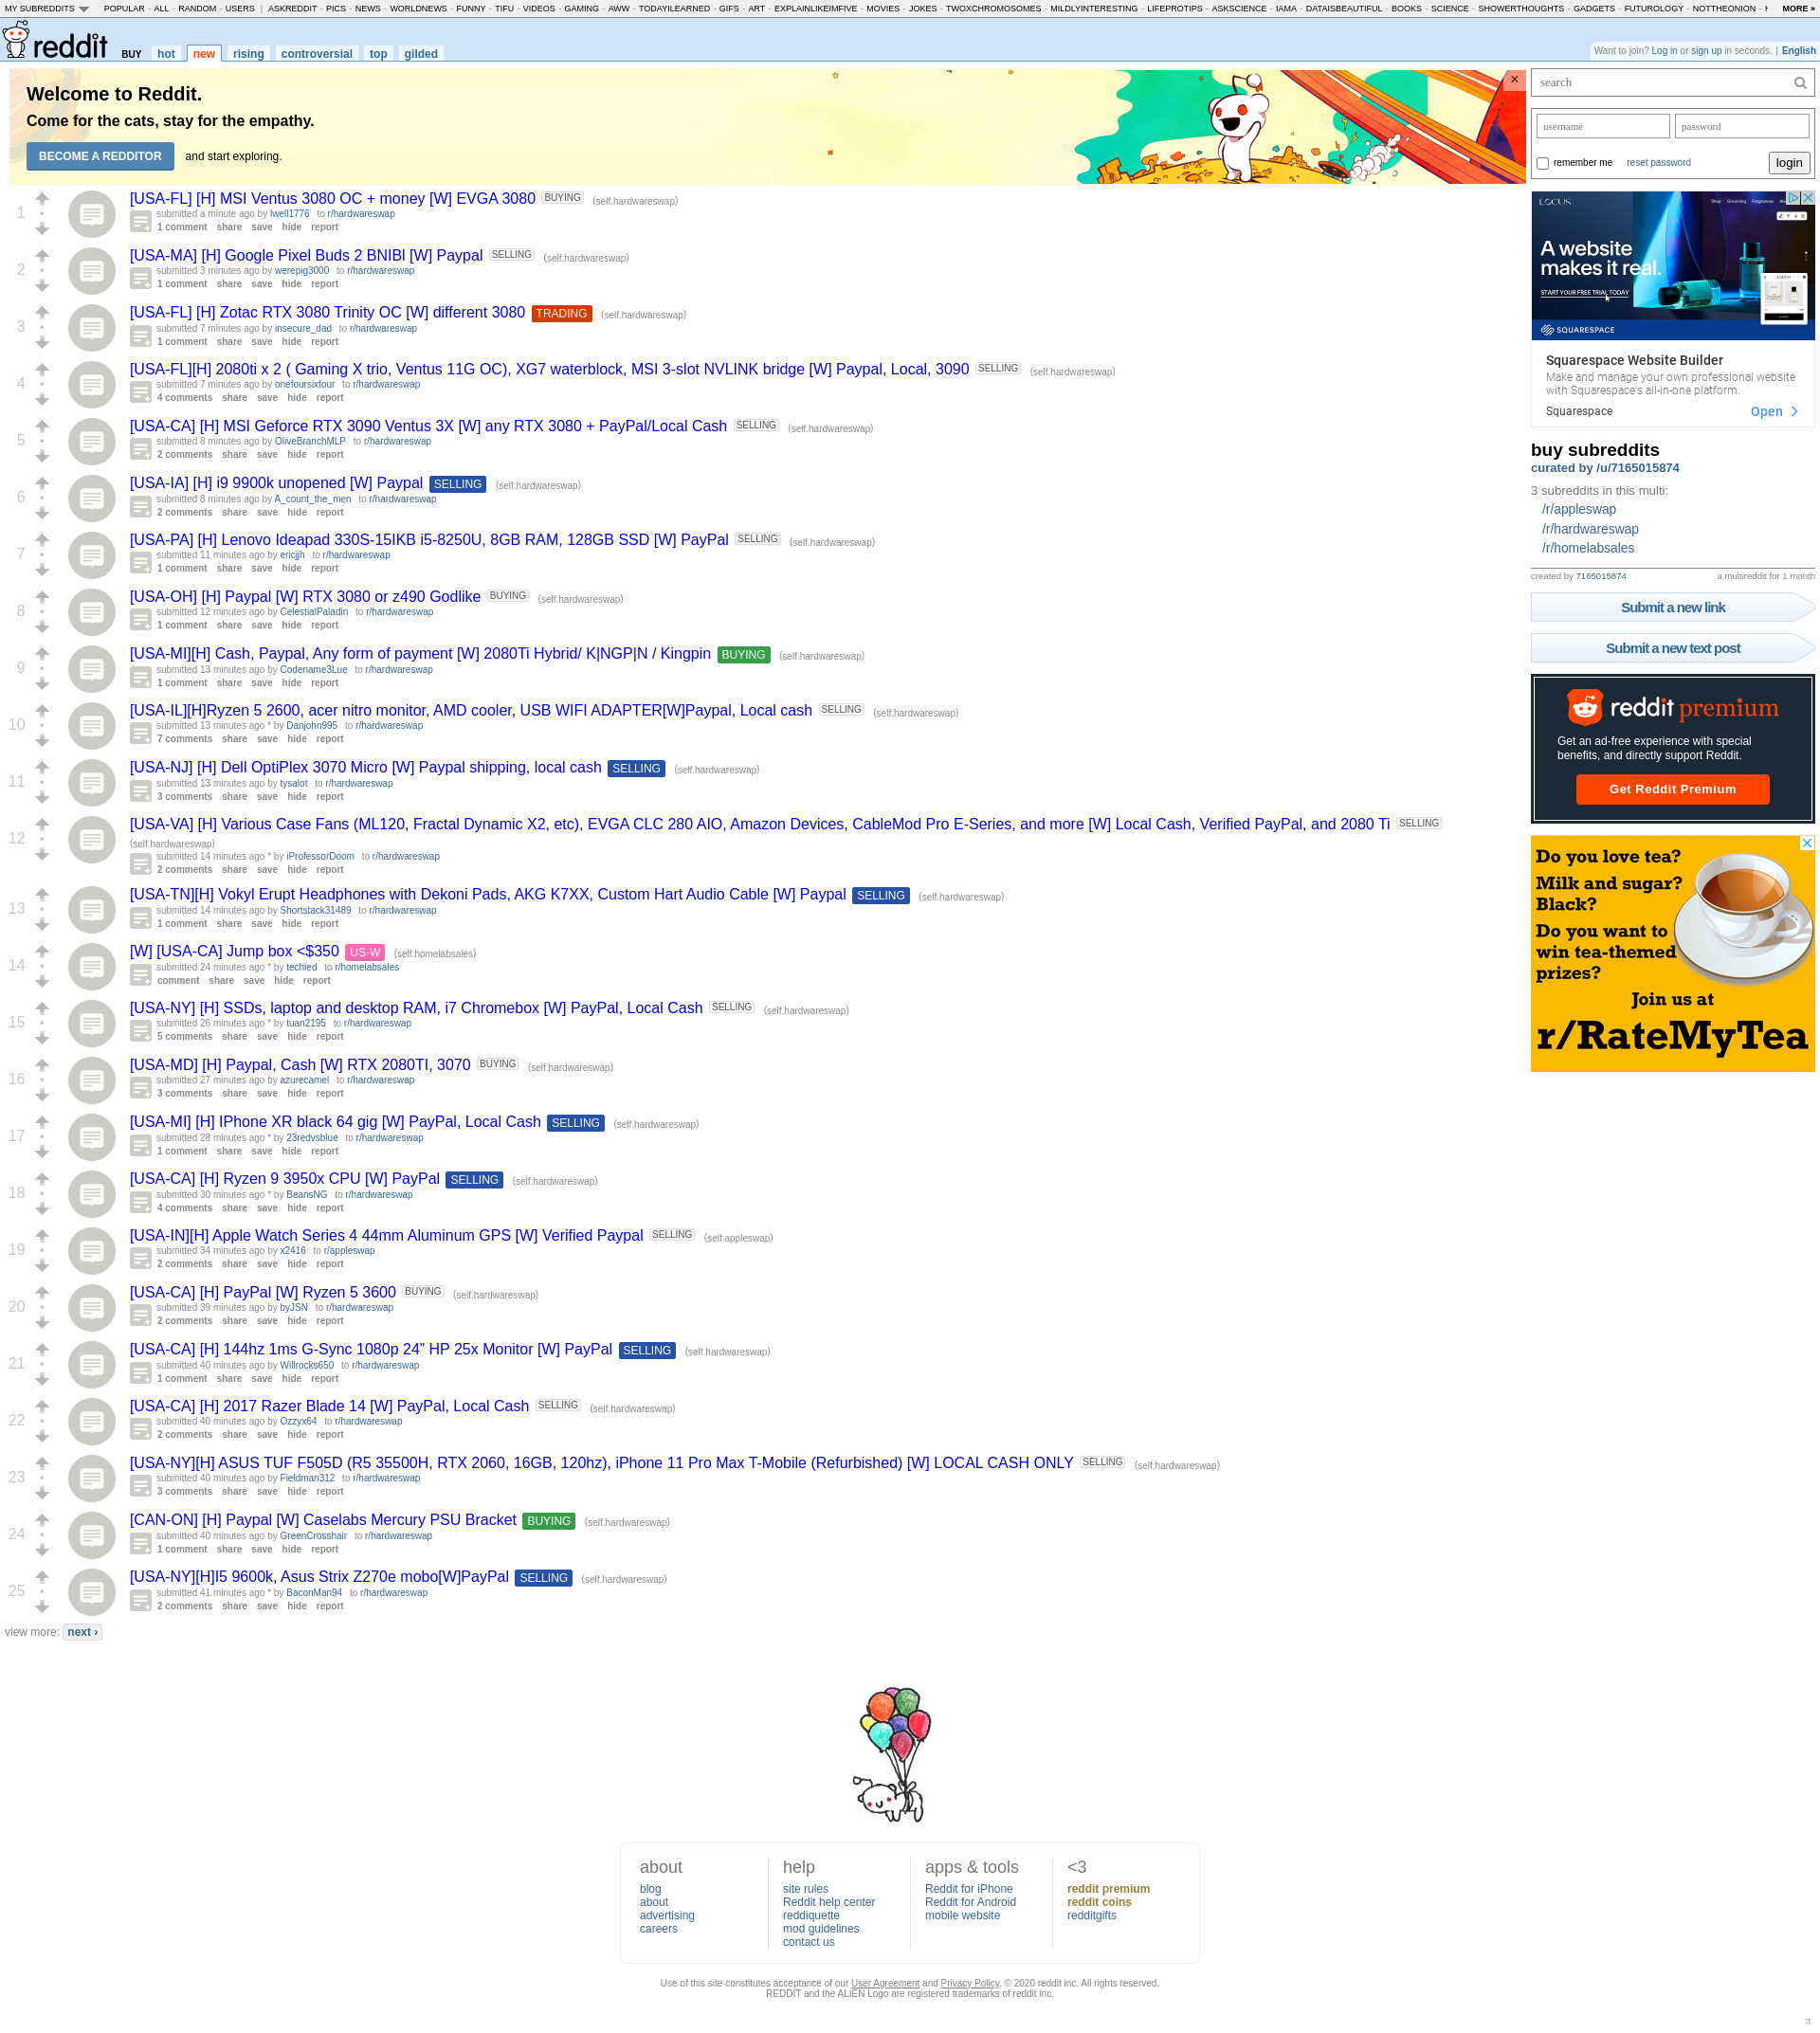 MY SUBREDDITS POPULAR - ALL - RANDOM - USERS | ASKREDDIT - PICS - NEWS - WORLDNEWS - FUNNY - TIFU - VIDEOS - GAMING - AWW - TODAYILEARNED - GIFS - ART - EXPLAINLIKEIMFIVE - MOVIES - JOKES - TWOXCHROMOSOMES - MILDLYINTERESTING - LIFEPROTIPS - ASKSCIENCE - IAMA - DATAISBEAUTIFUL - BOOKS - SCIENCE - SHOWERTHOUGHTS - GADGETS - FUTUROLOGY - NOTTHEONION - MORE »
reddit BUY hot new rising controversial top gilded
Want to join? Log in or sign up in seconds. | English
Welcome to Reddit.
Come for the cats, stay for the empathy.
BECOME A REDDITOR and start exploring.
×
1
[USA-FL] [H] MSI Ventus 3080 OC + money [W] EVGA 3080 BUYING (self.hardwareswap)
submitted a minute ago by lwell1776 to r/hardwareswap
1 comment share save hide report
2
[USA-MA] [H] Google Pixel Buds 2 BNIBl [W] Paypal SELLING (self.hardwareswap)
submitted 3 minutes ago by werepig3000 to r/hardwareswap
1 comment share save hide report
3
[USA-FL] [H] Zotac RTX 3080 Trinity OC [W] different 3080 TRADING (self.hardwareswap)
submitted 7 minutes ago by insecure_dad to r/hardwareswap
1 comment share save hide report
4
[USA-FL][H] 2080ti x 2 ( Gaming X trio, Ventus 11G OC), XG7 waterblock, MSI 3-slot NVLINK bridge [W] Paypal, Local, 3090 SELLING (self.hardwareswap)
submitted 7 minutes ago by onefoursixfour to r/hardwareswap
4 comments share save hide report
5
[USA-CA] [H] MSI Geforce RTX 3090 Ventus 3X [W] any RTX 3080 + PayPal/Local Cash SELLING (self.hardwareswap)
submitted 8 minutes ago by OliveBranchMLP to r/hardwareswap
2 comments share save hide report
6
[USA-IA] [H] i9 9900k unopened [W] Paypal SELLING (self.hardwareswap)
submitted 8 minutes ago by A_count_the_men to r/hardwareswap
2 comments share save hide report
7
[USA-PA] [H] Lenovo Ideapad 330S-15IKB i5-8250U, 8GB RAM, 128GB SSD [W] PayPal SELLING (self.hardwareswap)
submitted 11 minutes ago by ericjjh to r/hardwareswap
1 comment share save hide report
8
[USA-OH] [H] Paypal [W] RTX 3080 or z490 Godlike BUYING (self.hardwareswap)
submitted 12 minutes ago by CelestialPaladin to r/hardwareswap
1 comment share save hide report
9
[USA-MI][H] Cash, Paypal, Any form of payment [W] 2080Ti Hybrid/ K|NGP|N / Kingpin BUYING (self.hardwareswap)
submitted 13 minutes ago by Codename3Lue to r/hardwareswap
1 comment share save hide report
10
[USA-IL][H]Ryzen 5 2600, acer nitro monitor, AMD cooler, USB WIFI ADAPTER[W]Paypal, Local cash SELLING (self.hardwareswap)
submitted 13 minutes ago * by Danjohn995 to r/hardwareswap
7 comments share save hide report
11
[USA-NJ] [H] Dell OptiPlex 3070 Micro [W] Paypal shipping, local cash SELLING (self.hardwareswap)
submitted 13 minutes ago by tysalot to r/hardwareswap
3 comments share save hide report
12
[USA-VA] [H] Various Case Fans (ML120, Fractal Dynamic X2, etc), EVGA CLC 280 AIO, Amazon Devices, CableMod Pro E-Series, and more [W] Local Cash, Verified PayPal, and 2080 Ti SELLING
(self.hardwareswap)
submitted 14 minutes ago * by iProfessorDoom to r/hardwareswap
2 comments share save hide report
13
[USA-TN][H] Vokyl Erupt Headphones with Dekoni Pads, AKG K7XX, Custom Hart Audio Cable [W] Paypal SELLING (self.hardwareswap)
submitted 14 minutes ago by Shortstack31489 to r/hardwareswap
1 comment share save hide report
14
[W] [USA-CA] Jump box <$350 US-W (self.homelabsales)
submitted 24 minutes ago * by techied to r/homelabsales
comment share save hide report
15
[USA-NY] [H] SSDs, laptop and desktop RAM, i7 Chromebox [W] PayPal, Local Cash SELLING (self.hardwareswap)
submitted 26 minutes ago * by tuan2195 to r/hardwareswap
5 comments share save hide report
16
[USA-MD] [H] Paypal, Cash [W] RTX 2080TI, 3070 BUYING (self.hardwareswap)
submitted 27 minutes ago by azurecamel to r/hardwareswap
3 comments share save hide report
17
[USA-MI] [H] IPhone XR black 64 gig [W] PayPal, Local Cash SELLING (self.hardwareswap)
submitted 28 minutes ago * by 23redvsblue to r/hardwareswap
1 comment share save hide report
18
[USA-CA] [H] Ryzen 9 3950x CPU [W] PayPal SELLING (self.hardwareswap)
submitted 30 minutes ago * by BeansNG to r/hardwareswap
4 comments share save hide report
19
[USA-IN][H] Apple Watch Series 4 44mm Aluminum GPS [W] Verified Paypal SELLING (self.appleswap)
submitted 34 minutes ago by x2416 to r/appleswap
2 comments share save hide report
20
[USA-CA] [H] PayPal [W] Ryzen 5 3600 BUYING (self.hardwareswap)
submitted 39 minutes ago by byJSN to r/hardwareswap
2 comments share save hide report
21
[USA-CA] [H] 144hz 1ms G-Sync 1080p 24” HP 25x Monitor [W] PayPal SELLING (self.hardwareswap)
submitted 40 minutes ago by Willrocks650 to r/hardwareswap
1 comment share save hide report
22
[USA-CA] [H] 2017 Razer Blade 14 [W] PayPal, Local Cash SELLING (self.hardwareswap)
submitted 40 minutes ago by Ozzyx64 to r/hardwareswap
2 comments share save hide report
23
[USA-NY][H] ASUS TUF F505D (R5 35500H, RTX 2060, 16GB, 120hz), iPhone 11 Pro Max T-Mobile (Refurbished) [W] LOCAL CASH ONLY SELLING (self.hardwareswap)
submitted 40 minutes ago by Fieldman312 to r/hardwareswap
3 comments share save hide report
24
[CAN-ON] [H] Paypal [W] Caselabs Mercury PSU Bracket BUYING (self.hardwareswap)
submitted 40 minutes ago by GreenCrosshair to r/hardwareswap
1 comment share save hide report
25
[USA-NY][H]I5 9600k, Asus Strix Z270e mobo[W]PayPal SELLING (self.hardwareswap)
submitted 41 minutes ago * by BaconMan94 to r/hardwareswap
2 comments share save hide report
view more: next ›
search
username password
remember me reset password login
LOCUS
A website
makes it real.
START YOUR FREE TRIAL TODAY
SQUARESPACE
Squarespace Website Builder
Make and manage your own professional website
with Squarespace's all-in-one platform.
Squarespace Open
buy subreddits
curated by /u/7165015874
3 subreddits in this multi:
/r/appleswap
/r/hardwareswap
/r/homelabsales
created by 7165015874 a multireddit for 1 month
Submit a new link
Submit a new text post
reddit premium
Get an ad-free experience with special
benefits, and directly support Reddit.
Get Reddit Premium
Do you love tea?
Milk and sugar?
Black?
Do you want to
win tea-themed
prizes?
Join us at
r/RateMyTea
about
blog
about
advertising
careers
help
site rules
Reddit help center
reddiquette
mod guidelines
contact us
apps & tools
Reddit for iPhone
Reddit for Android
mobile website
<3
reddit premium
reddit coins
redditgifts
Use of this site constitutes acceptance of our User Agreement and Privacy Policy. © 2020 reddit inc. All rights reserved.
REDDIT and the ALIEN Logo are registered trademarks of reddit inc.
π